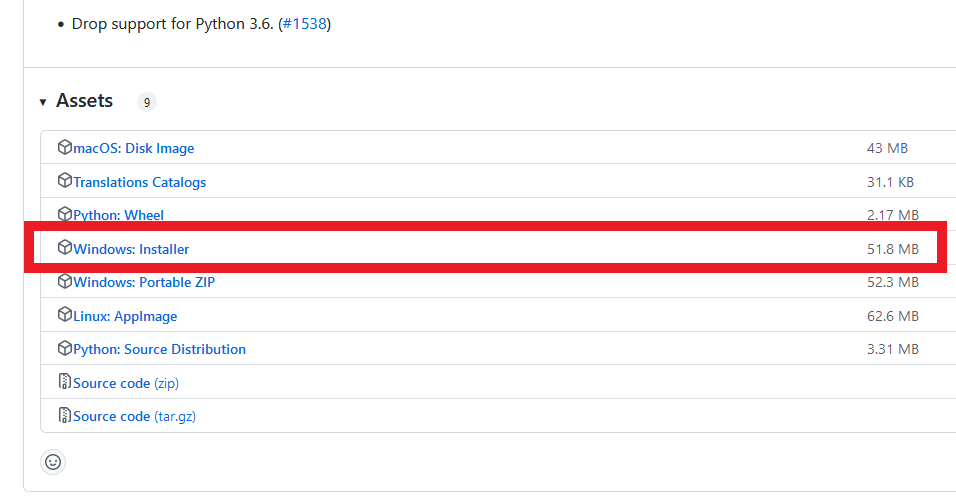 • Drop support for Python 3.6. (#1538)
▾ Assets 9
macOS: Disk Image 43 MB
Translations Catalogs 31.1 KB
Python: Wheel 2.17 MB
Windows: Installer 51.8 MB
Windows: Portable ZIP 52.3 MB
Linux: AppImage 62.6 MB
Python: Source Distribution 3.31 MB
Source code (zip)
Source code (tar.gz)